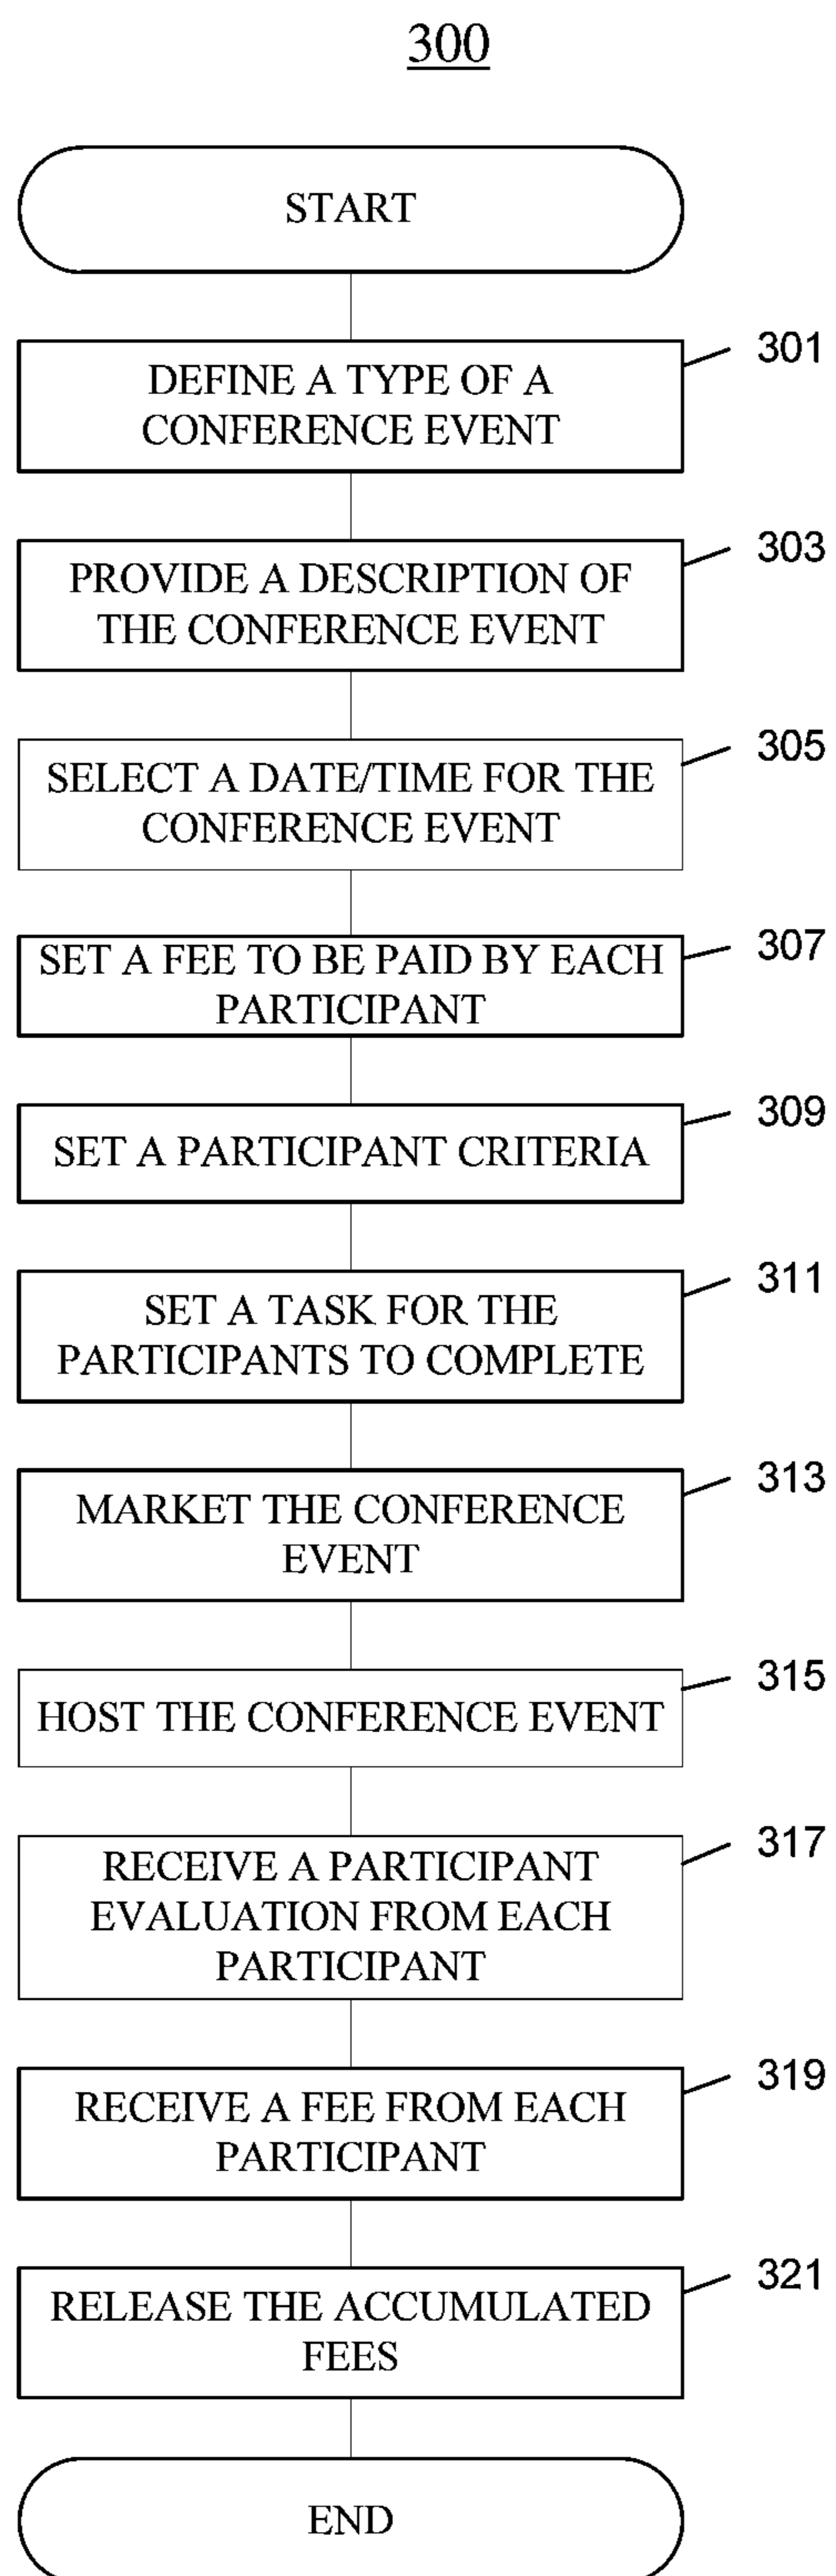 300
START
301
DEFINE A TYPE OF A
CONFERENCE EVENT
303
PROVIDE A DESCRIPTION OF
THE CONFERENCE EVENT
305
SELECT A DATE/TIME FOR THE
CONFERENCE EVENT
307
SET A FEE TO BE PAID BY EACH
PARTICIPANT
309
SET A PARTICIPANT CRITERIA
311
SET A TASK FOR THE
PARTICIPANTS TO COMPLETE
313
MARKET THE CONFERENCE
EVENT
315
HOST THE CONFERENCE EVENT
317
RECEIVE A PARTICIPANT
EVALUATION FROM EACH
PARTICIPANT
319
RECEIVE A FEE FROM EACH
PARTICIPANT
321
RELEASE THE ACCUMULATED
FEES
END